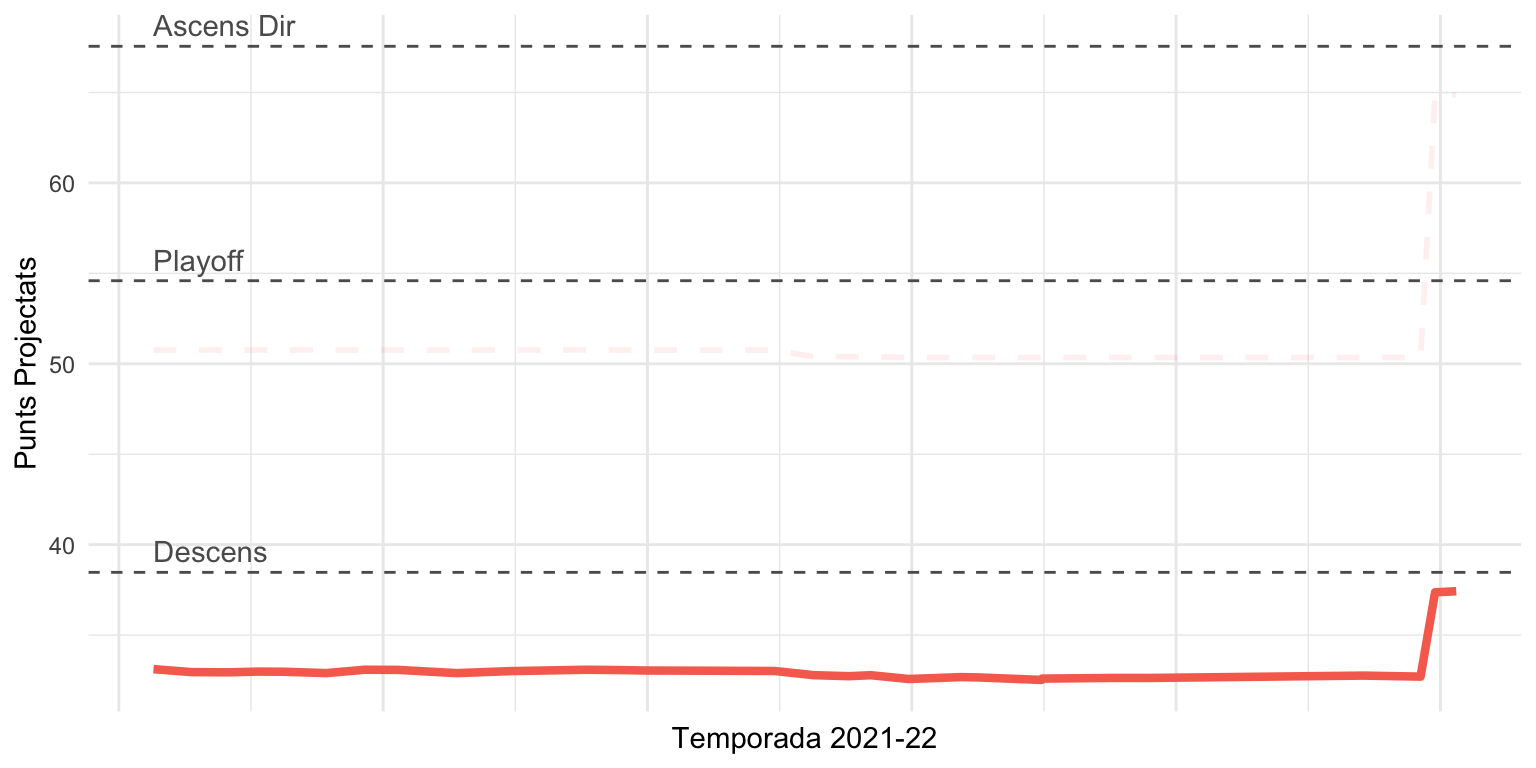 Ascens Dir
60
Playoff
50
40
Descens
Punts Projectats
Temporada 2021-22